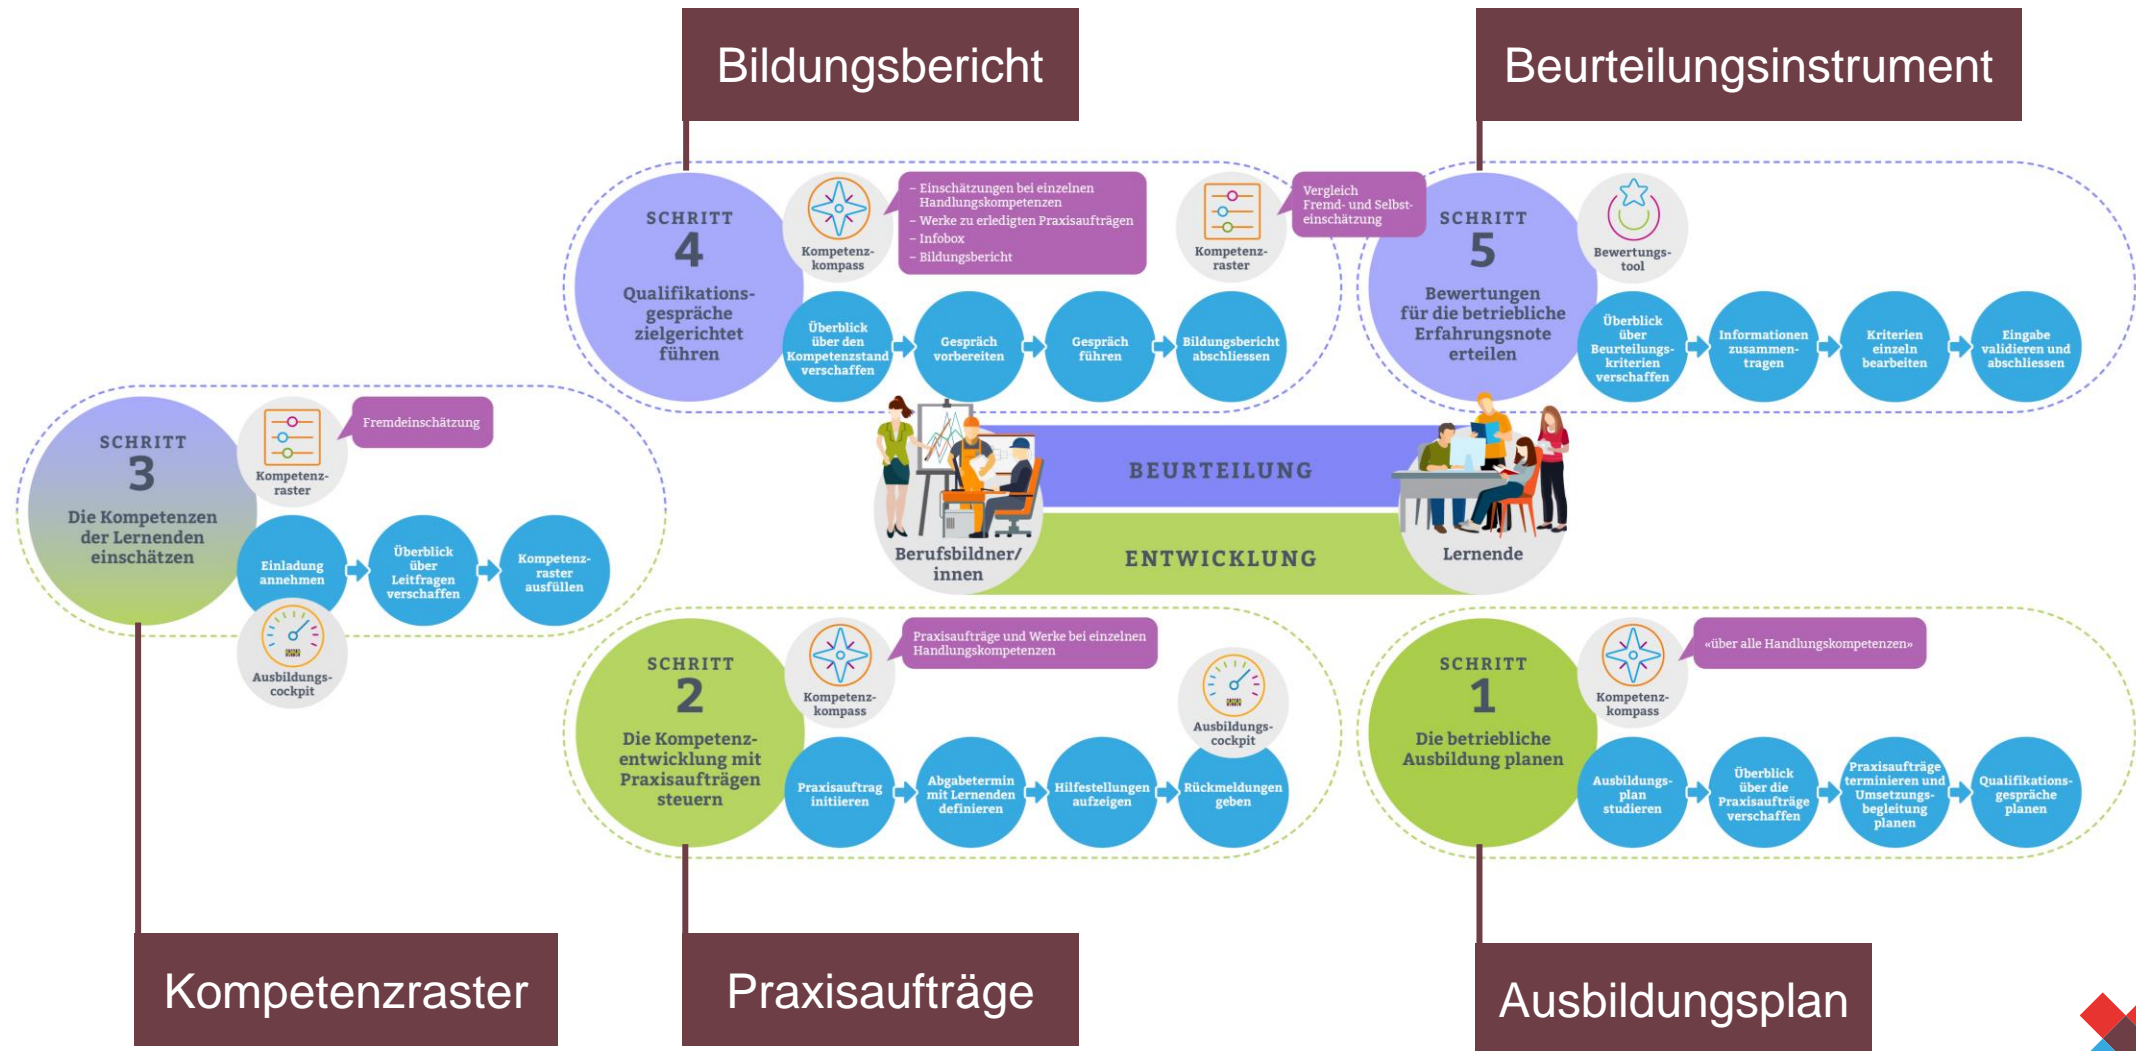 Bildungsbericht
Beurteilungsinstrument
SCHRITT
4
Qualifikations-
gespräche
zielgerichtet
führen
Kompetenz-
kompass
– Einschätzungen bei einzelnen
Handlungskompetenzen
– Werke zu erledigten Praxisaufträgen
– Infobox
– Bildungsbericht
Kompetenz-
raster
Vergleich
Fremd- und Selbst-
einschätzung
Überblick
über den
Kompetenzstand
verschaffen
Gespräch
vorbereiten
Gespräch
führen
Bildungsbericht
abschliessen
SCHRITT
5
Bewertungen
für die betriebliche
Erfahrungsnote
erteilen
Bewertungs-
tool
Überblick
über
Beurteilungs-
kriterien
verschaffen
Informationen
zusammen-
tragen
Kriterien
einzeln
bearbeiten
Eingabe
validieren und
abschliessen
SCHRITT
3
Die Kompetenzen
der Lernenden
einschätzen
Kompetenz-
raster
Fremdeinschätzung
Einladung
annehmen
Überblick
über
Leitfragen
verschaffen
Kompetenz-
raster
ausfüllen
Ausbildungs-
cockpit
BEURTEILUNG
ENTWICKLUNG
Berufsbildner/
innen
Lernende
SCHRITT
2
Die Kompetenz-
entwicklung mit
Praxisaufträgen
steuern
Kompetenz-
kompass
Praxisaufträge und Werke bei einzelnen
Handlungskompetenzen
Ausbildungs-
cockpit
Praxisauftrag
initiieren
Abgabetermin
mit Lernenden
definieren
Hilfestellungen
aufzeigen
Rückmeldungen
geben
SCHRITT
1
Die betriebliche
Ausbildung planen
Kompetenz-
kompass
«über alle Handlungskompetenzen»
Ausbildungs-
plan
studieren
Überblick
über die
Praxisaufträge
verschaffen
Praxisaufträge
terminieren und
Umsetzungs-
begleitung
planen
Qualifikations-
gespräche
planen
Kompetenzraster
Praxisaufträge
Ausbildungsplan